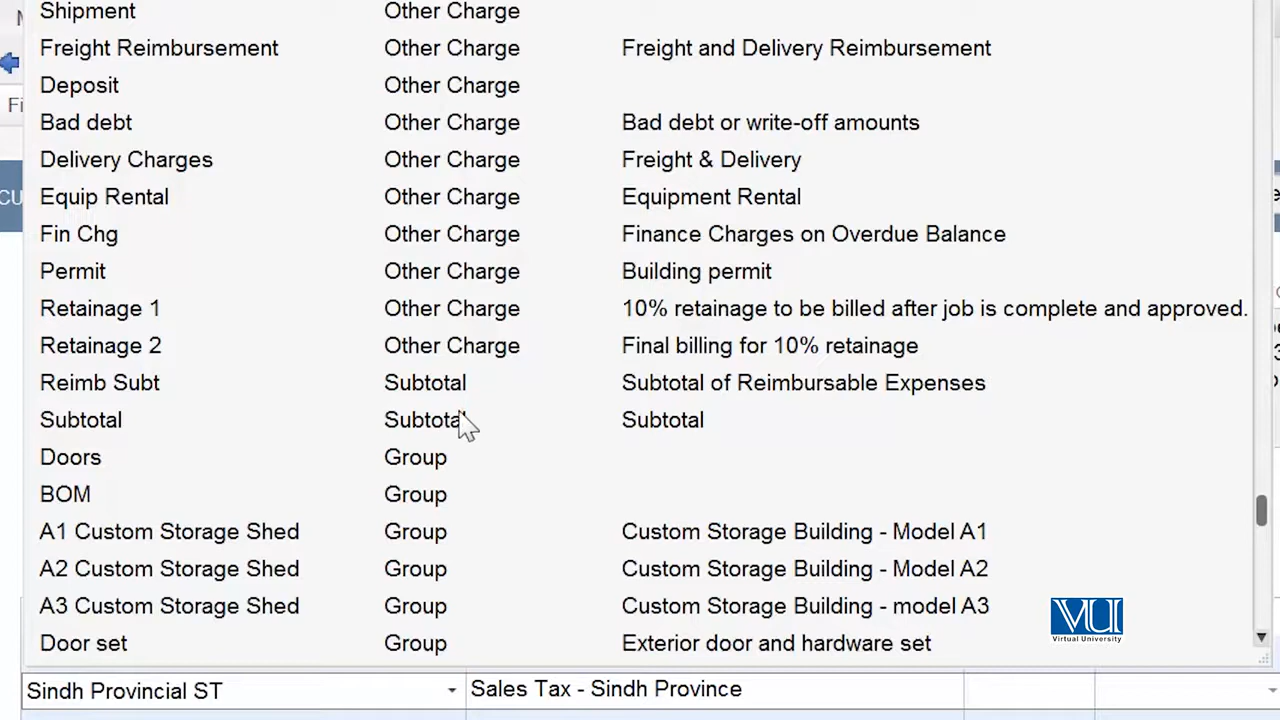 Shipment Other Charge
Freight Reimbursement Other Charge Freight and Delivery Reimbursement
Deposit Other Charge
Bad debt Other Charge Bad debt or write-off amounts
Delivery Charges Other Charge Freight & Delivery
Equip Rental Other Charge Equipment Rental
Fin Chg Other Charge Finance Charges on Overdue Balance
Permit Other Charge Building permit
Retainage 1 Other Charge 10% retainage to be billed after job is complete and approved.
Retainage 2 Other Charge Final billing for 10% retainage
Reimb Subt Subtotal Subtotal of Reimbursable Expenses
Subtotal Subtotal Subtotal
Doors Group
BOM Group
A1 Custom Storage Shed Group Custom Storage Building - Model A1
A2 Custom Storage Shed Group Custom Storage Building - Model A2
A3 Custom Storage Shed Group Custom Storage Building - model A3
Door set Group Exterior door and hardware set
VU
Virtual University
Sindh Provincial ST Sales Tax - Sindh Province